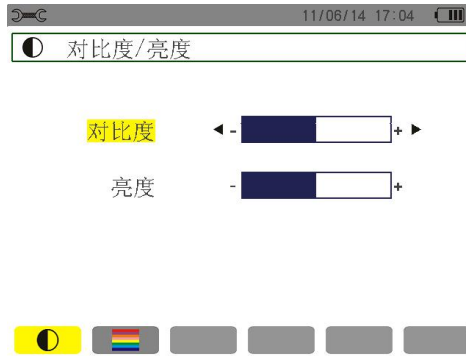 11/06/14 17:04
对比度/亮度
对比度 ◀ - + ▶
亮度 - +